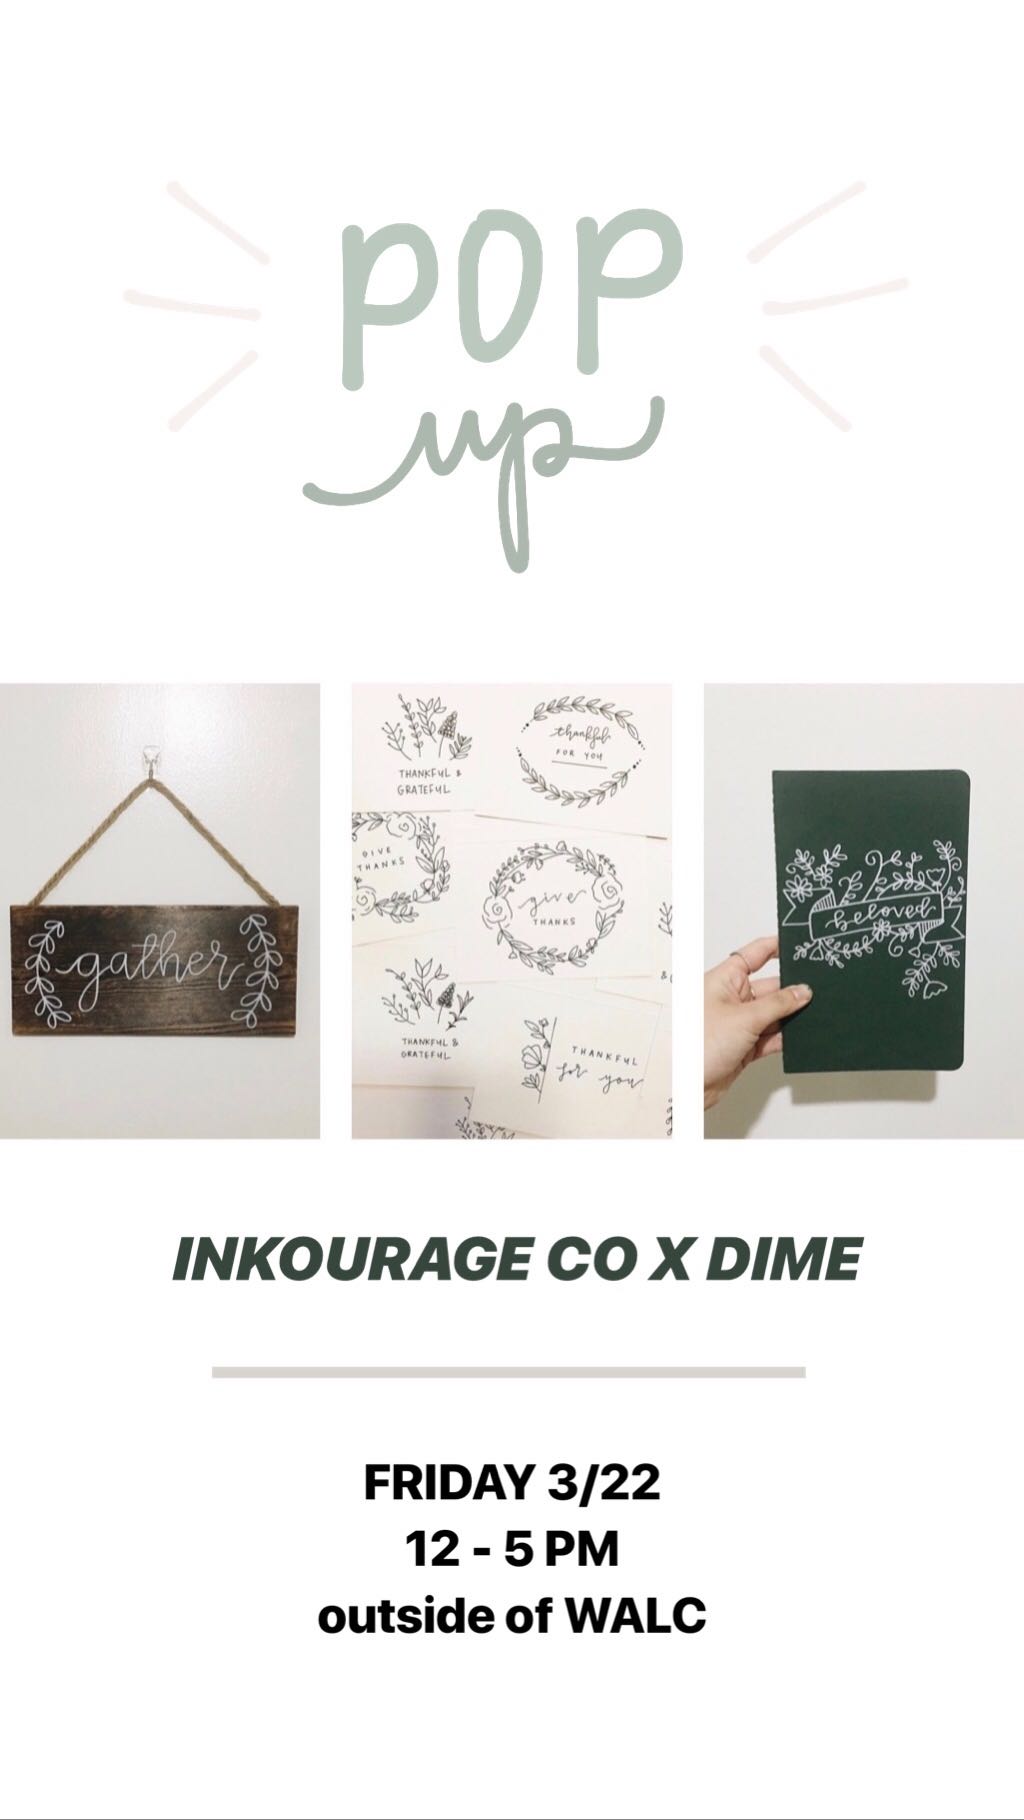 POP
up
gather
THANKFUL &
GRATEFUL
thankful
FOR YOU
GIVE
THANKS
give
THANKS
THANKFUL &
GRATEFUL
THANKFUL
for you
beloved
INKOURAGE CO X DIME
FRIDAY 3/22
12 - 5 PM
outside of WALC